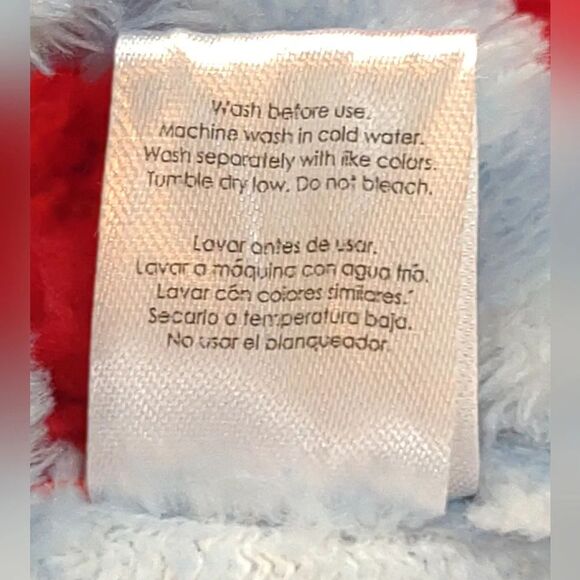 Wash before use.
Machine wash in cold water.
Wash separately with like colors.
Tumble dry low. Do not bleach.
Lavar antes de usar.
Lavar a máquina con agua fría.
Lavar con colores similares.
Secarlo a temperatura baja.
No usar el blanqueador.